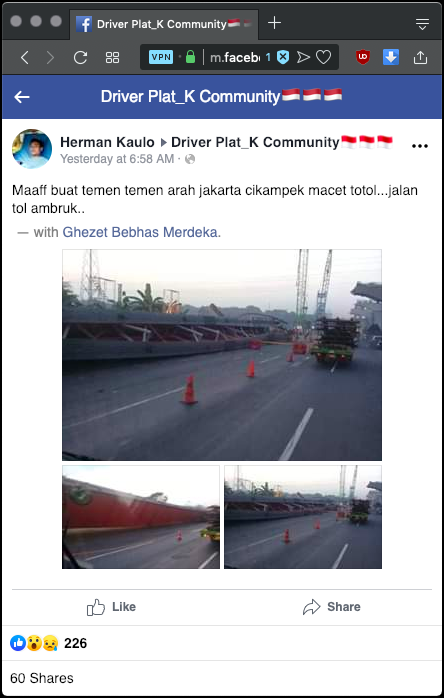 Driver Plat_K Community🇮🇩
VPN m.faceb 1 UD
Driver Plat_K Community🇮🇩🇮🇩🇮🇩
Herman Kaulo ▸ Driver Plat_K Community🇮🇩🇮🇩🇮🇩
Yesterday at 6:58 AM ·
Maaff buat temen temen arah jakarta cikampek macet totol...jalan
tol ambruk..
— with Ghezet Bebhas Merdeka.
Like Share
226
60 Shares